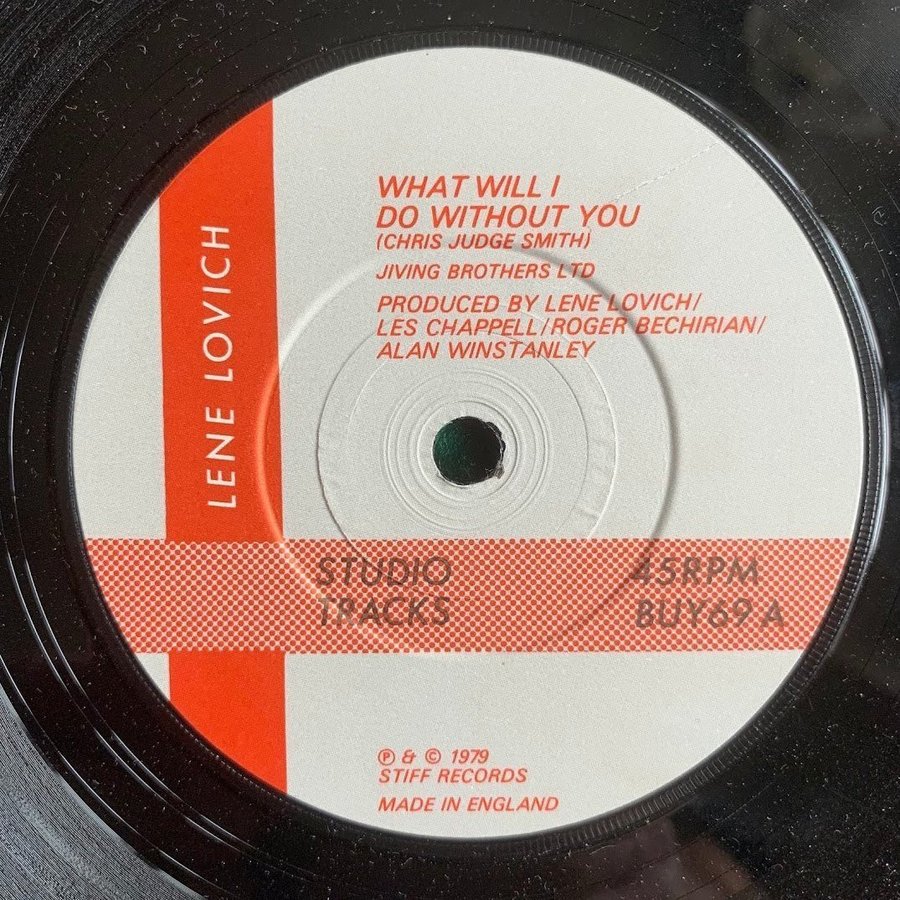 LENE LOVICH
WHAT WILL I
DO WITHOUT YOU
(CHRIS JUDGE SMITH)
JIVING BROTHERS LTD
PRODUCED BY LENE LOVICH/
LES CHAPPELL/ROGER BECHIRIAN/
ALAN WINSTANLEY
STUDIO
TRACKS
45RPM
BUY69 A
℗ & © 1979
STIFF RECORDS
MADE IN ENGLAND